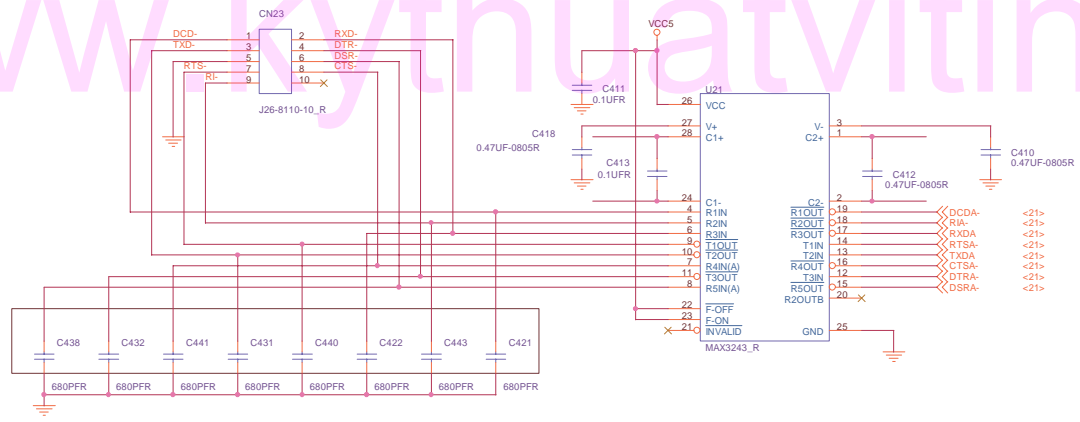 www.kythuatvitinh
CN23
DCD- 1 2 RXD-
TXD- 3 4 DTR-
5 6 DSR-
RTS- 7 8 CTS-
RI- 9 10
J26-8110-10_R
VCC5
C411
0.1UFR
U21
26 VCC
C418
0.47UF-0805R
27 V+
28 C1+
V- 3
C2+ 1
C413
0.1UFR
C410
0.47UF-0805R
C412
0.47UF-0805R
24 C1-
C2- 2
4 R1IN R1OUT 19 DCDA- <21>
5 R2IN R2OUT 18 RIA- <21>
6 R3IN R3OUT 17 RXDA <21>
9 T1OUT T1IN 14 RTSA- <21>
10 T2OUT T2IN 13 TXDA <21>
7 R4IN(A) R4OUT 16 CTSA- <21>
11 T3OUT T3IN 12 DTRA- <21>
8 R5IN(A) R5OUT 15 DSRA- <21>
R2OUTB 20
22 F-OFF
23 F-ON
21 INVALID
GND 25
MAX3243_R
C438 C432 C441 C431 C440 C422 C443 C421
680PFR 680PFR 680PFR 680PFR 680PFR 680PFR 680PFR 680PFR